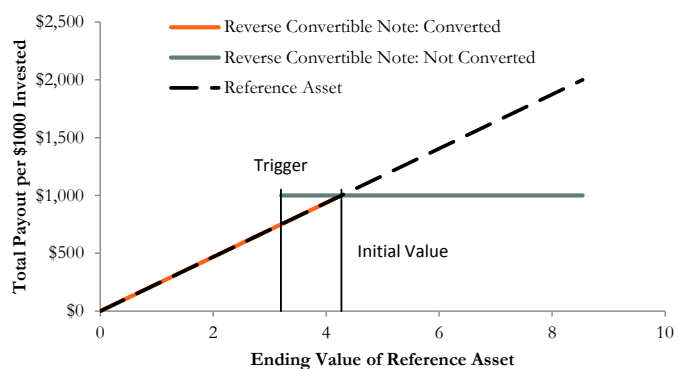 $2,500
$2,000
$1,500
$1,000
$500
$0
Total Payout per $1000 Invested
Reverse Convertible Note: Converted
Reverse Convertible Note: Not Converted
Reference Asset
Trigger
Initial Value
0 2 4 6 8 10
Ending Value of Reference Asset